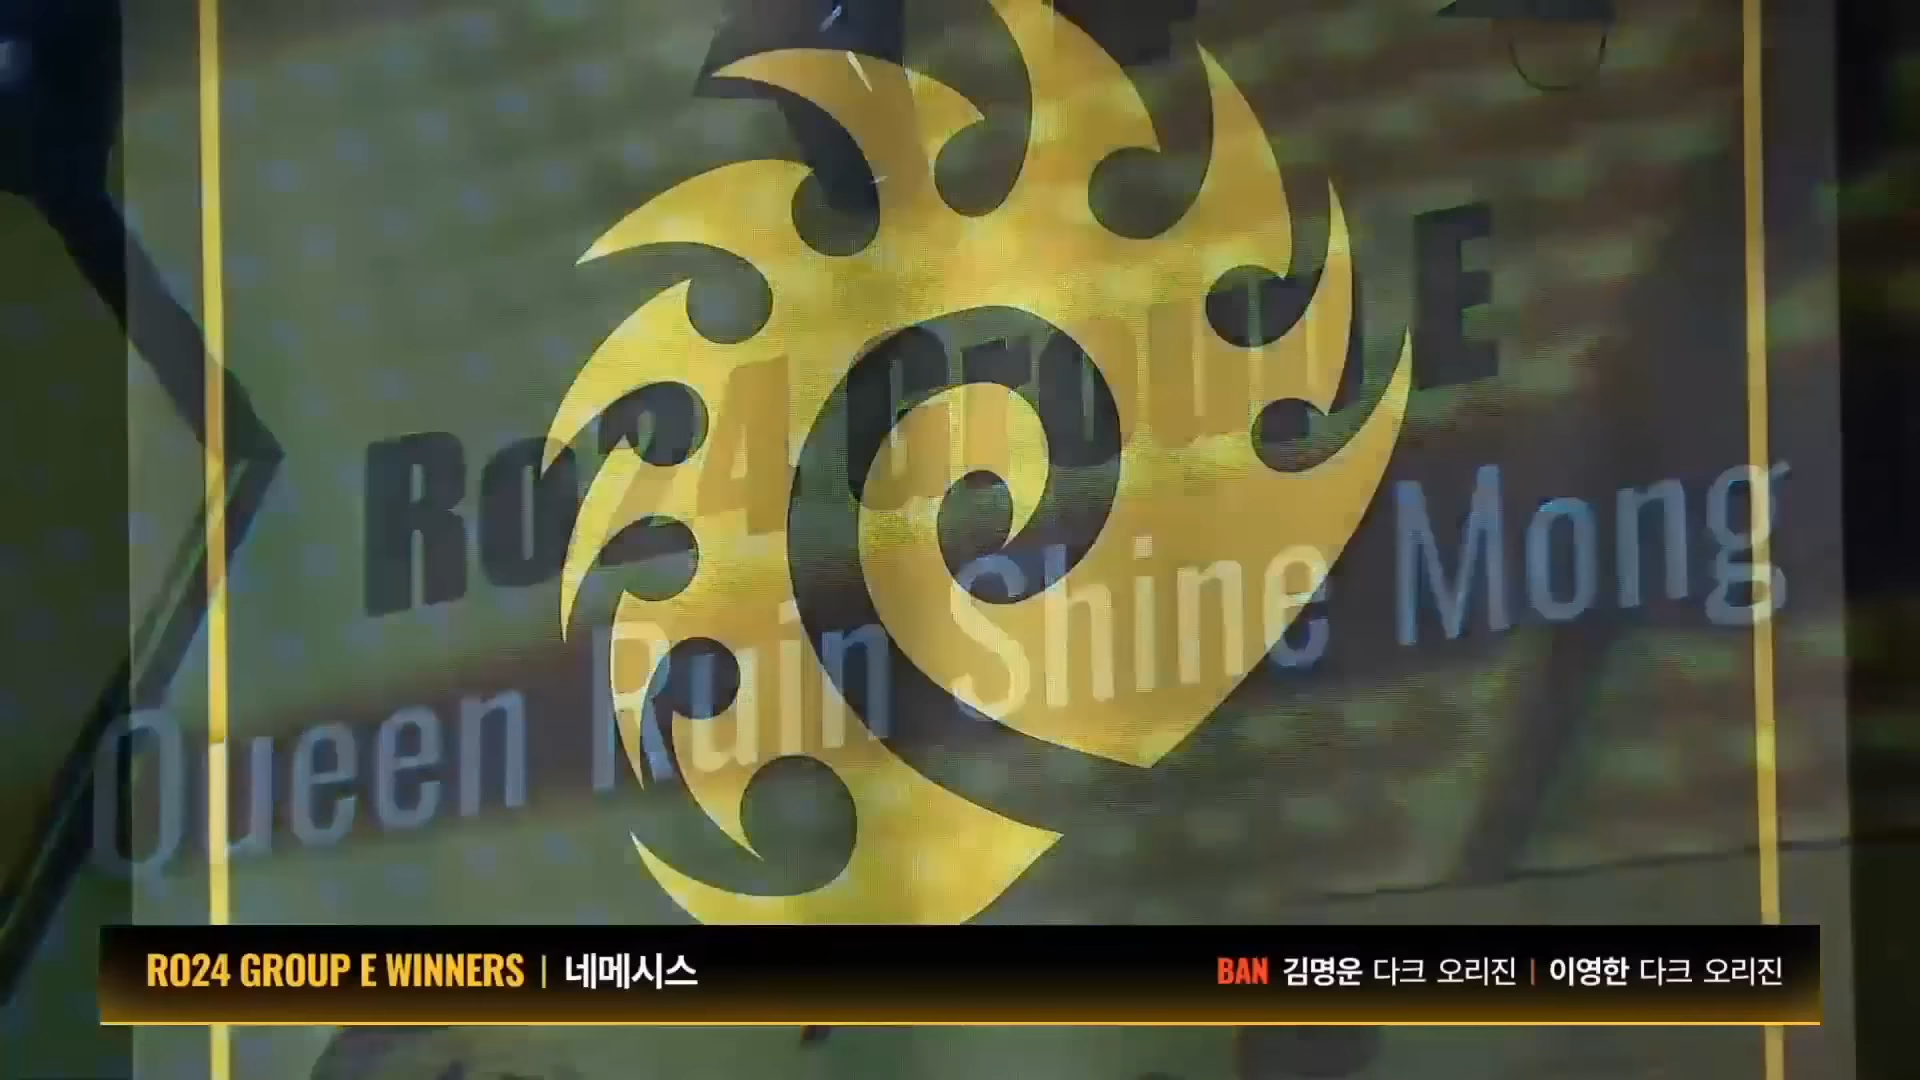 Ro24 Group E
Queen Ruin Shine Mong
RO24 GROUP E WINNERS | 네메시스
BAN 김명운 다크 오리진 | 이영한 다크 오리진